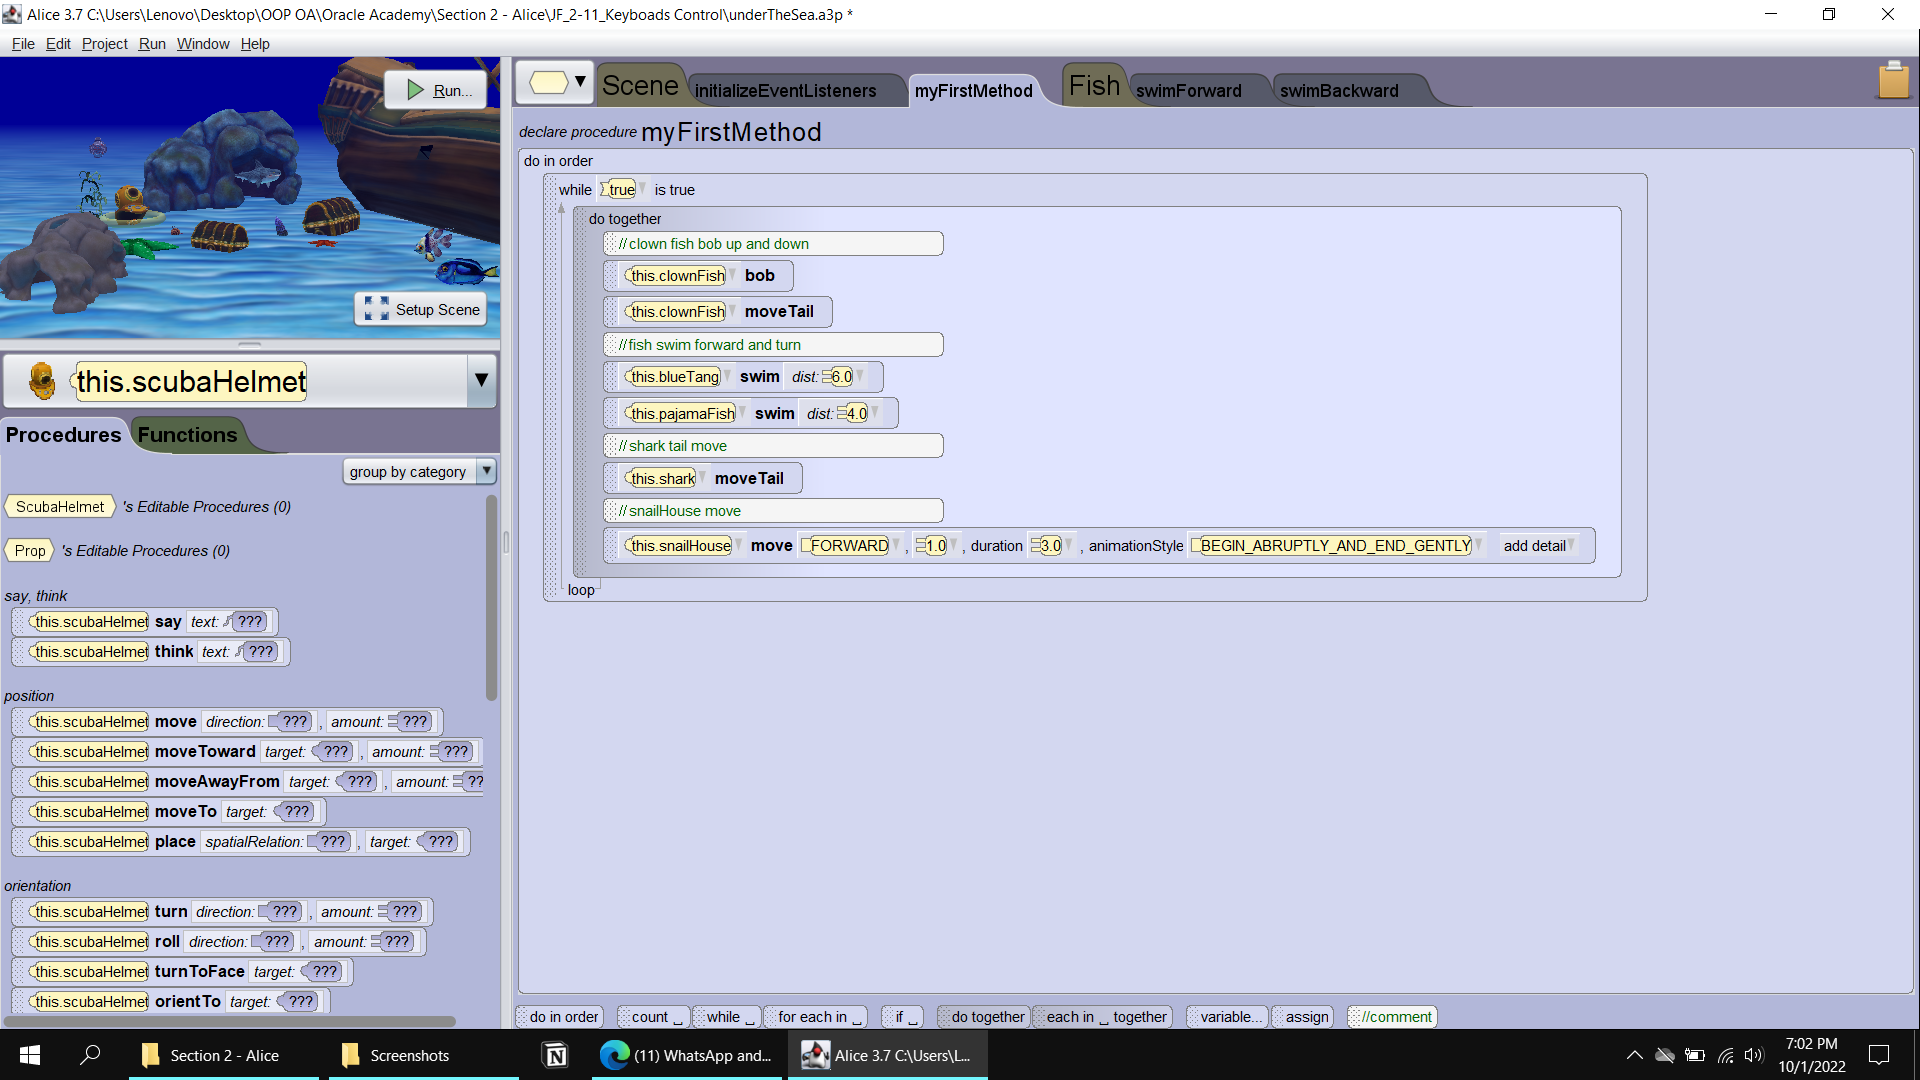 Alice 3.7 C:\Users\Lenovo\Desktop\OOP OA\Oracle Academy\Section 2 - Alice\JF_2-11_Keyboads Control\underTheSea.a3p *
File Edit Project Run Window Help
Run...
Setup Scene
this.scubaHelmet
Procedures Functions
group by category
ScubaHelmet 's Editable Procedures (0)
Prop 's Editable Procedures (0)
say, think
this.scubaHelmet say text: ???
this.scubaHelmet think text: ???
position
this.scubaHelmet move direction: ??? , amount: ???
this.scubaHelmet moveToward target: ??? , amount: ???
this.scubaHelmet moveAwayFrom target: ??? , amount: ??
this.scubaHelmet moveTo target: ???
this.scubaHelmet place spatialRelation: ??? , target: ???
orientation
this.scubaHelmet turn direction: ??? , amount: ???
this.scubaHelmet roll direction: ??? , amount: ???
this.scubaHelmet turnToFace target: ???
this.scubaHelmet orientTo target: ???
Scene initializeEventListeners myFirstMethod Fish swimForward swimBackward
declare procedure myFirstMethod
do in order
while true is true
do together
//clown fish bob up and down
this.clownFish bob
this.clownFish moveTail
//fish swim forward and turn
this.blueTang swim dist: 6.0
this.pajamaFish swim dist: 4.0
//shark tail move
this.shark moveTail
//snailHouse move
this.snailHouse move FORWARD , 1.0 , duration 3.0 , animationStyle BEGIN_ABRUPTLY_AND_END_GENTLY add detail
loop
do in order count _ while _ for each in _ if _ do together each in _ together variable... assign //comment
Section 2 - Alice Screenshots (11) WhatsApp and... Alice 3.7 C:\Users\L...
7:02 PM
10/1/2022